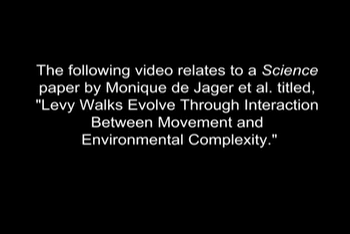 The following video relates to a Science
paper by Monique de Jager et al. titled,
"Levy Walks Evolve Through Interaction
Between Movement and
Environmental Complexity."